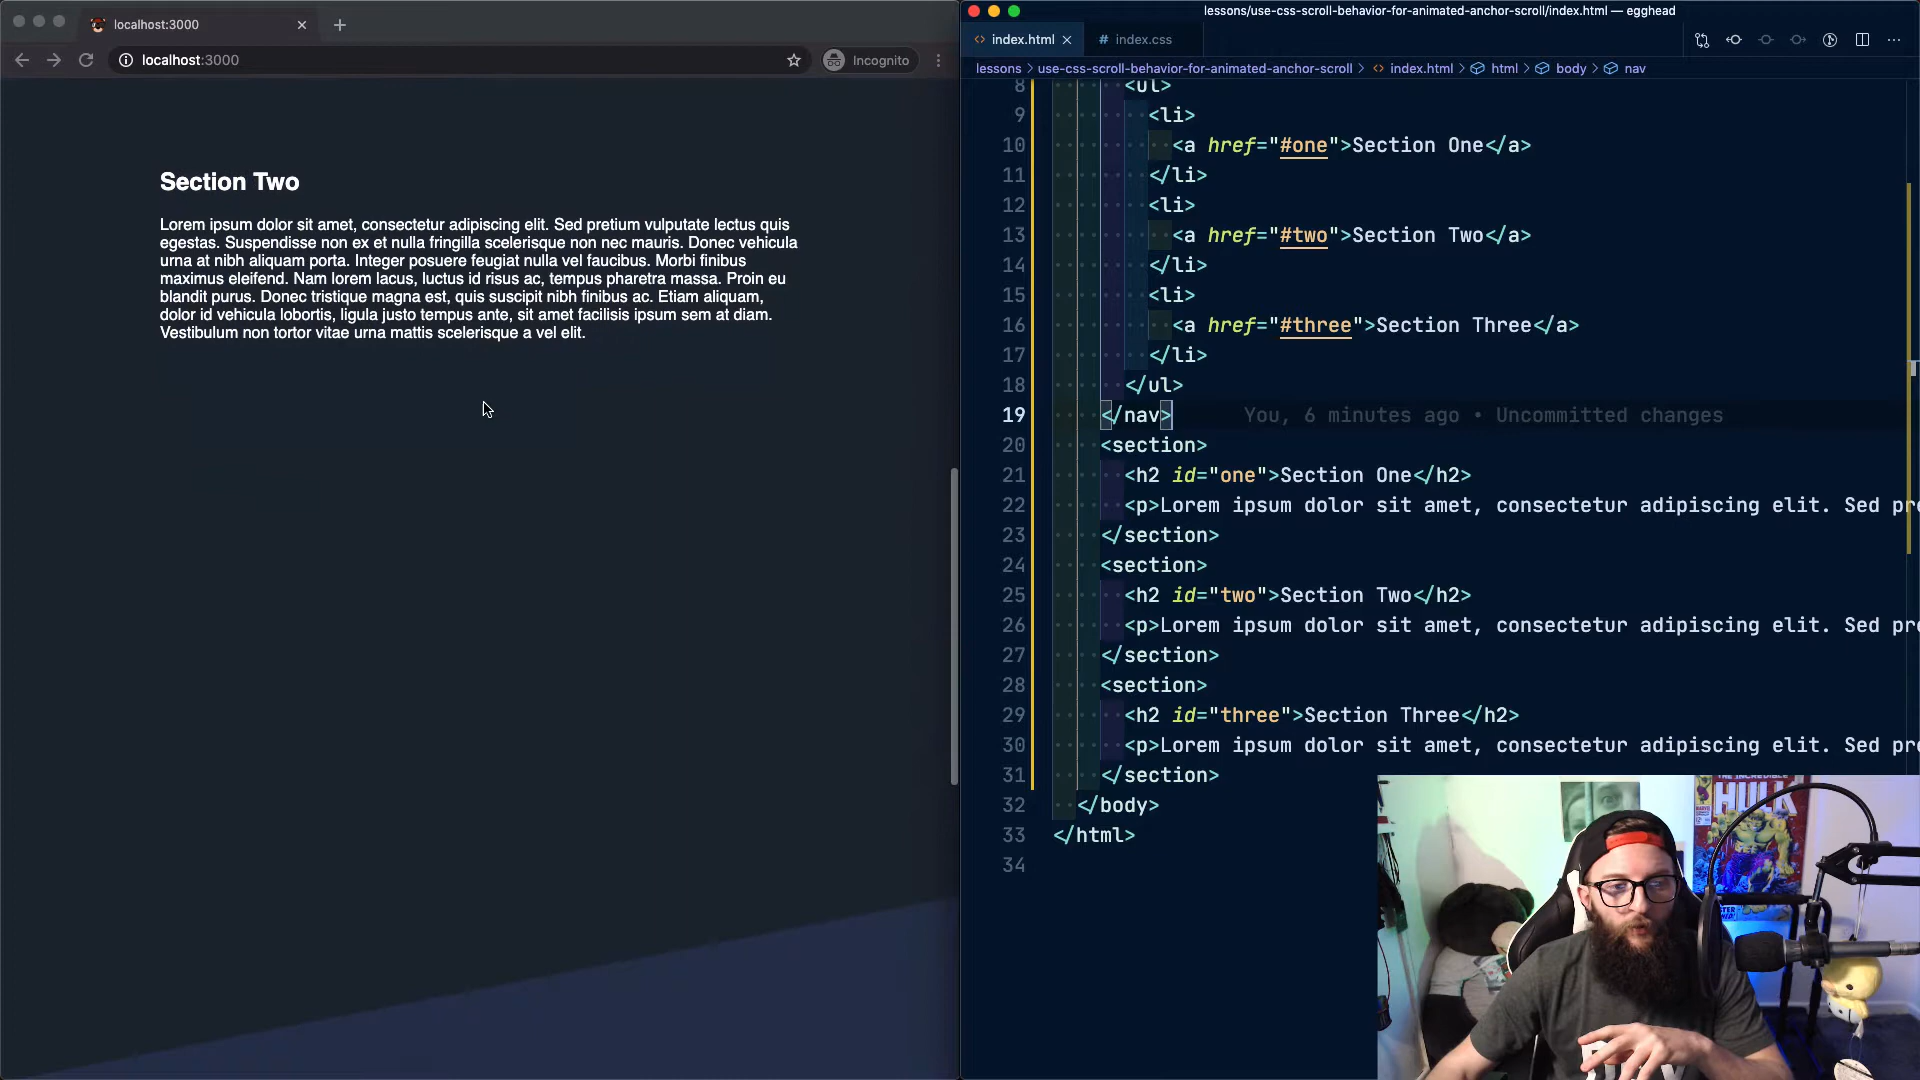 localhost:3000
localhost:3000
Incognito
Section Two
Lorem ipsum dolor sit amet, consectetur adipiscing elit. Sed pretium vulputate lectus quis
egestas. Suspendisse non ex et nulla fringilla scelerisque non nec mauris. Donec vehicula
urna at nibh aliquam porta. Integer posuere feugiat nulla vel faucibus. Morbi finibus
maximus eleifend. Nam lorem lacus, luctus id risus ac, tempus pharetra massa. Proin eu
blandit purus. Donec tristique magna est, quis suscipit nibh finibus ac. Etiam aliquam,
dolor id vehicula lobortis, ligula justo tempus ante, sit amet facilisis ipsum sem at diam.
Vestibulum non tortor vitae urna mattis scelerisque a vel elit.
lessons/use-css-scroll-behavior-for-animated-anchor-scroll/index.html — egghead
index.html
# index.css
lessons > use-css-scroll-behavior-for-animated-anchor-scroll > index.html > html > body > nav
8 <ul>
9 <li>
10 <a href="#one">Section One</a>
11 </li>
12 <li>
13 <a href="#two">Section Two</a>
14 </li>
15 <li>
16 <a href="#three">Section Three</a>
17 </li>
18 </ul>
19 </nav> You, 6 minutes ago • Uncommitted changes
20 <section>
21 <h2 id="one">Section One</h2>
22 <p>Lorem ipsum dolor sit amet, consectetur adipiscing elit. Sed pre
23 </section>
24 <section>
25 <h2 id="two">Section Two</h2>
26 <p>Lorem ipsum dolor sit amet, consectetur adipiscing elit. Sed pre
27 </section>
28 <section>
29 <h2 id="three">Section Three</h2>
30 <p>Lorem ipsum dolor sit amet, consectetur adipiscing elit. Sed pre
31 </section>
32 </body>
33 </html>
34
THE INCREDIBLE
HULK